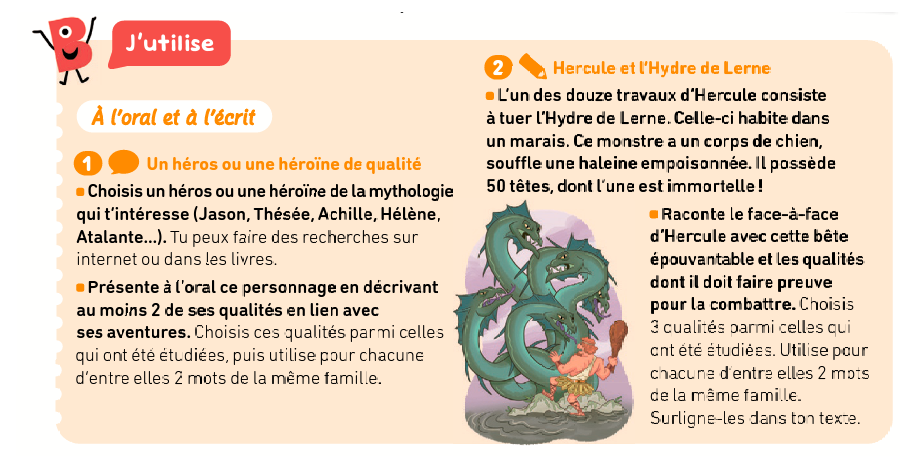 B
J'utilise
À l'oral et à l'écrit
1 Un héros ou une héroïne de qualité
Choisis un héros ou une héroïne de la mythologie
qui t'intéresse (Jason, Thésée, Achille, Hélène,
Atalante...). Tu peux faire des recherches sur
internet ou dans les livres.
Présente à l'oral ce personnage en décrivant
au moins 2 de ses qualités en lien avec
ses aventures. Choisis ces qualités parmi celles
qui ont été étudiées, puis utilise pour chacune
d'entre elles 2 mots de la même famille.
2 Hercule et l'Hydre de Lerne
L'un des douze travaux d'Hercule consiste
à tuer l'Hydre de Lerne. Celle-ci habite dans
un marais. Ce monstre a un corps de chien,
souffle une haleine empoisonnée. Il possède
50 têtes, dont l'une est immortelle !
Raconte le face-à-face
d'Hercule avec cette bête
épouvantable et les qualités
dont il doit faire preuve
pour la combattre. Choisis
3 qualités parmi celles qui
ont été étudiées. Utilise pour
chacune d'entre elles 2 mots
de la même famille.
Surligne-les dans ton texte.